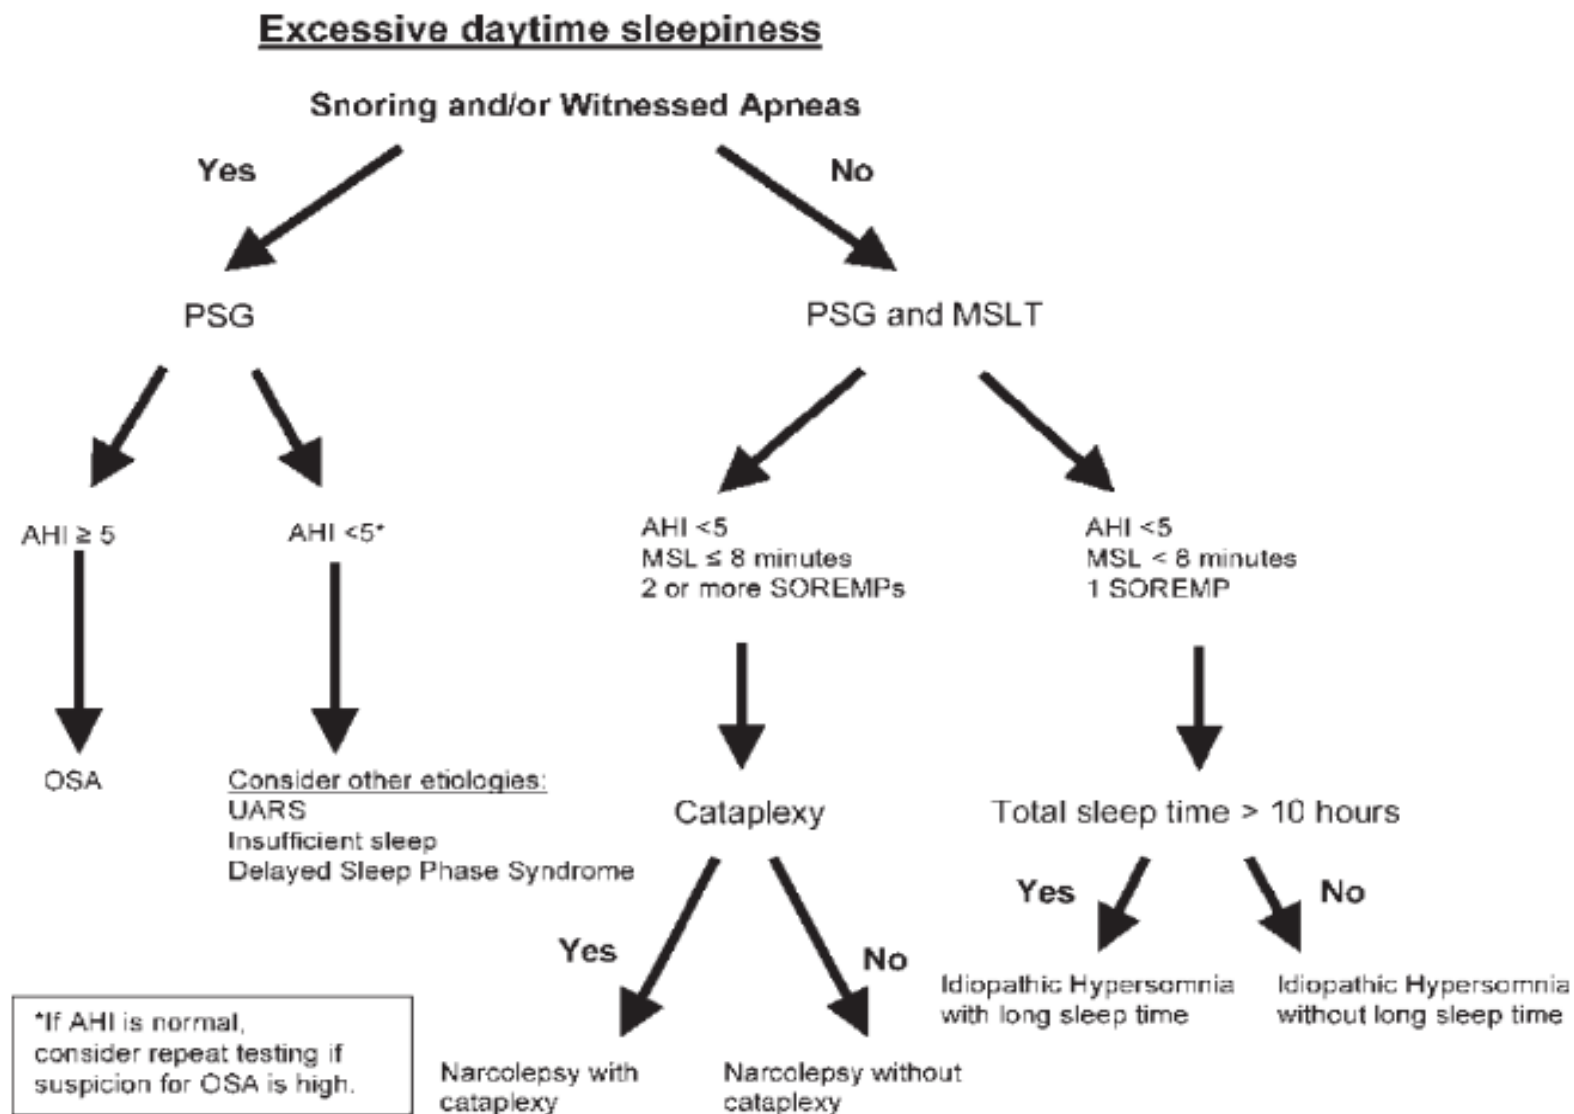 Excessive daytime sleepiness
Snoring and/or Witnessed Apneas
Yes
No
PSG
PSG and MSLT
AHI ≥ 5
AHI <5*
AHI <5
MSL ≤ 8 minutes
2 or more SOREMPs
AHI <5
MSL < 8 minutes
1 SOREMP
OSA
Consider other etiologies:
UARS
Insufficient sleep
Delayed Sleep Phase Syndrome
Cataplexy
Total sleep time > 10 hours
Yes
No
Yes
No
Idiopathic Hypersomnia
with long sleep time
Idiopathic Hypersomnia
without long sleep time
*If AHI is normal,
consider repeat testing if
suspicion for OSA is high.
Narcolepsy with
cataplexy
Narcolepsy without
cataplexy